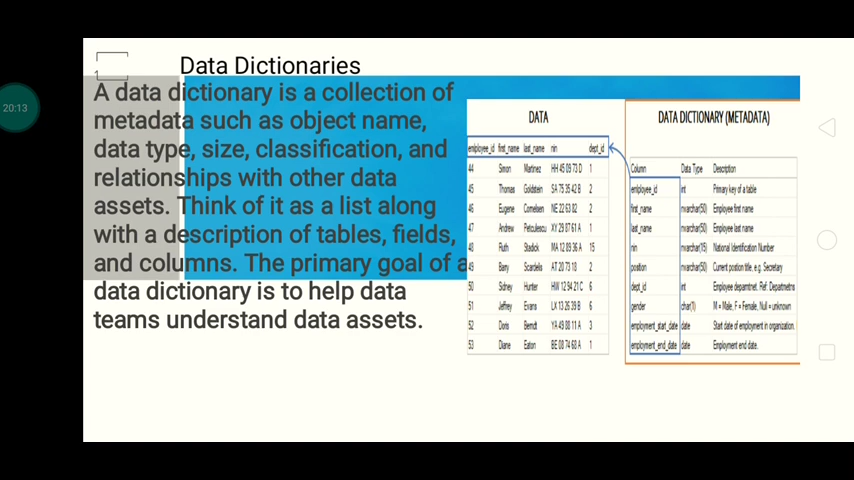 20:13
Data Dictionaries
A data dictionary is a collection of
metadata such as object name,
data type, size, classification, and
relationships with other data
assets. Think of it as a list along
with a description of tables, fields,
and columns. The primary goal of a
data dictionary is to help data
teams understand data assets.
DATA
employee_id first_name last_name nin dept_id
44 Simon Martinez HH 45 09 73 D 1
45 Thomas Goldstein SA 75 35 42 B 2
46 Eugene Cornelsen NE 22 63 82 2
47 Andrew Petculescu XY 29 87 61 A 1
48 Ruth Stadick MA 12 89 36 A 15
49 Barry Scardelis AT 20 73 18 2
50 Sidney Hunter HW 12 94 21 C 6
51 Jeffrey Evans LX 13 26 39 B 6
52 Doris Berndt YA 49 88 11 A 3
53 Diane Eaton BE 08 74 68 A 1
DATA DICTIONARY (METADATA)
Column Data Type Description
employee_id int Primary key of a table
first_name nvarchar(50) Employee first name
last_name nvarchar(50) Employee last name
nin nvarchar(15) National Identification Number
position nvarchar(50) Current postion title, e.g. Secretary
dept_id int Employee depaртmnet. Ref: Departmetns
gender char(1) M = Male, F = Female, Null = unknown
employment_start_date date Start date of employment in organization.
employment_end_date date Employment end date.